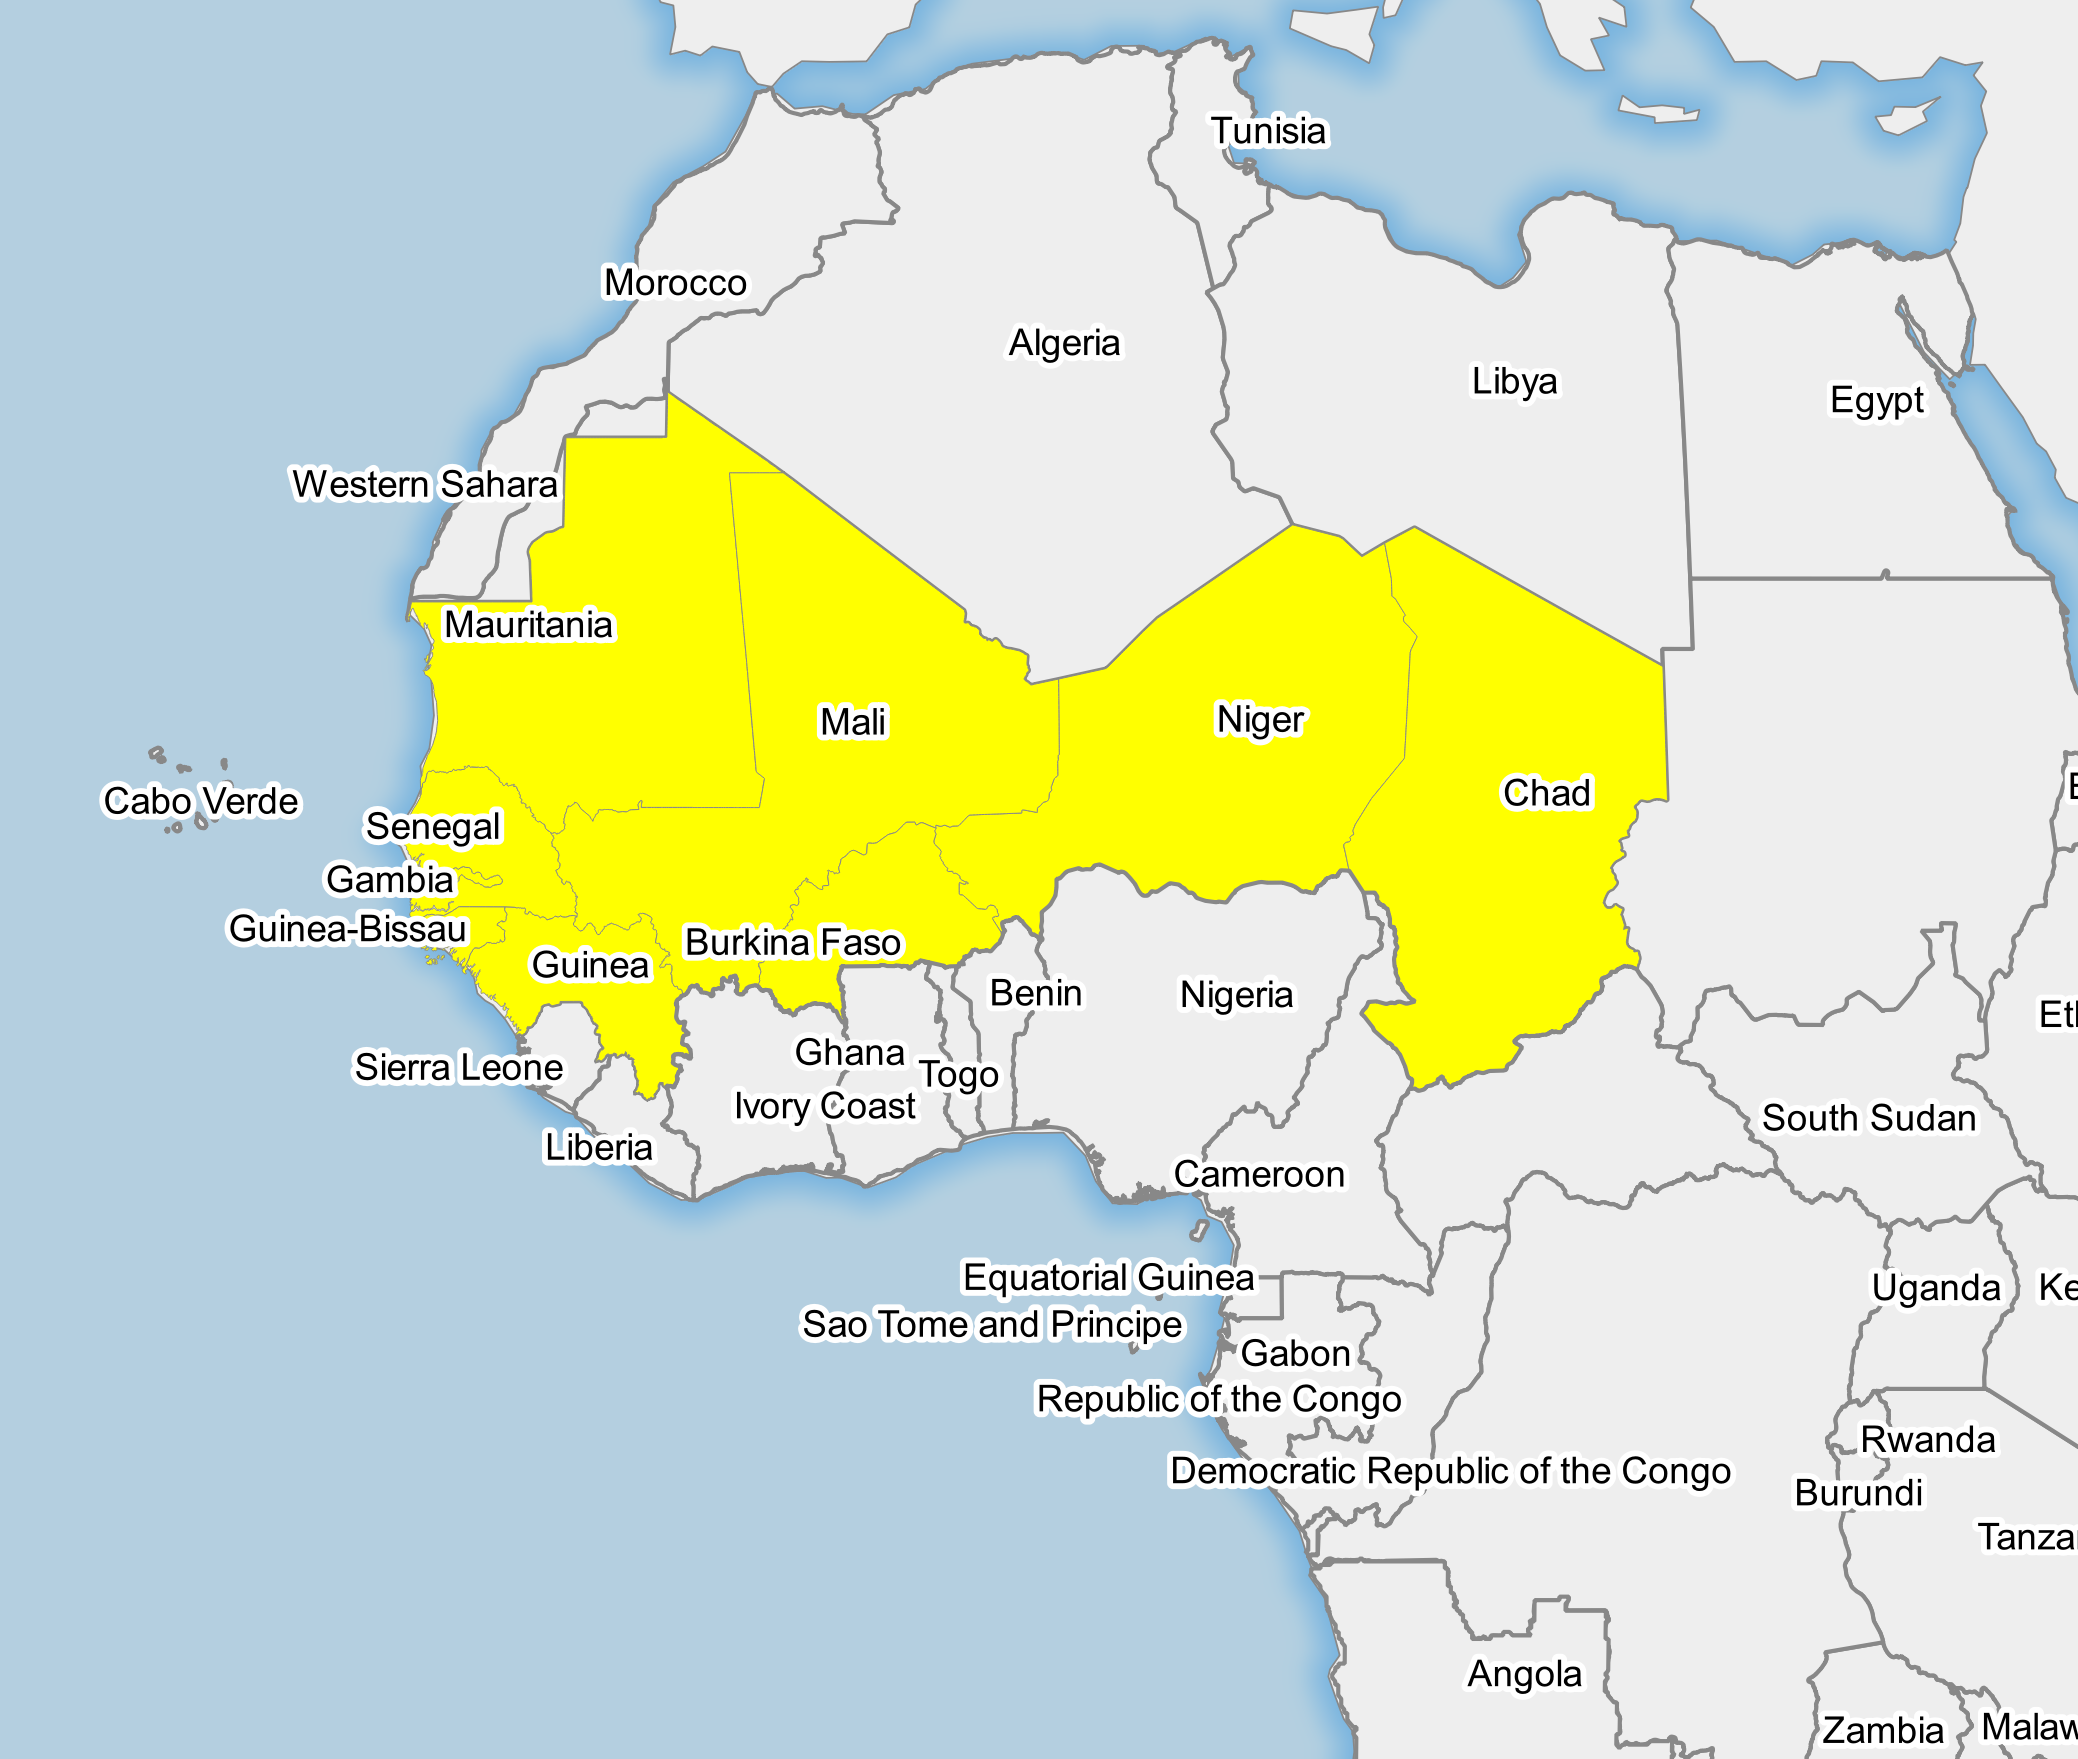 Tunisia
Morocco
Algeria
Libya
Egypt
Western Sahara
Mauritania
Mali
Niger
Chad
Cabo Verde
Senegal
Gambia
Guinea-Bissau
Guinea
Burkina Faso
Benin
Nigeria
Sierra Leone
Ghana
Togo
Ivory Coast
Liberia
South Sudan
Cameroon
Equatorial Guinea
Uganda
Ke
Sao Tome and Principe
Gabon
Republic of the Congo
Rwanda
Democratic Republic of the Congo
Burundi
Tanza
Angola
Zambia
Malaw